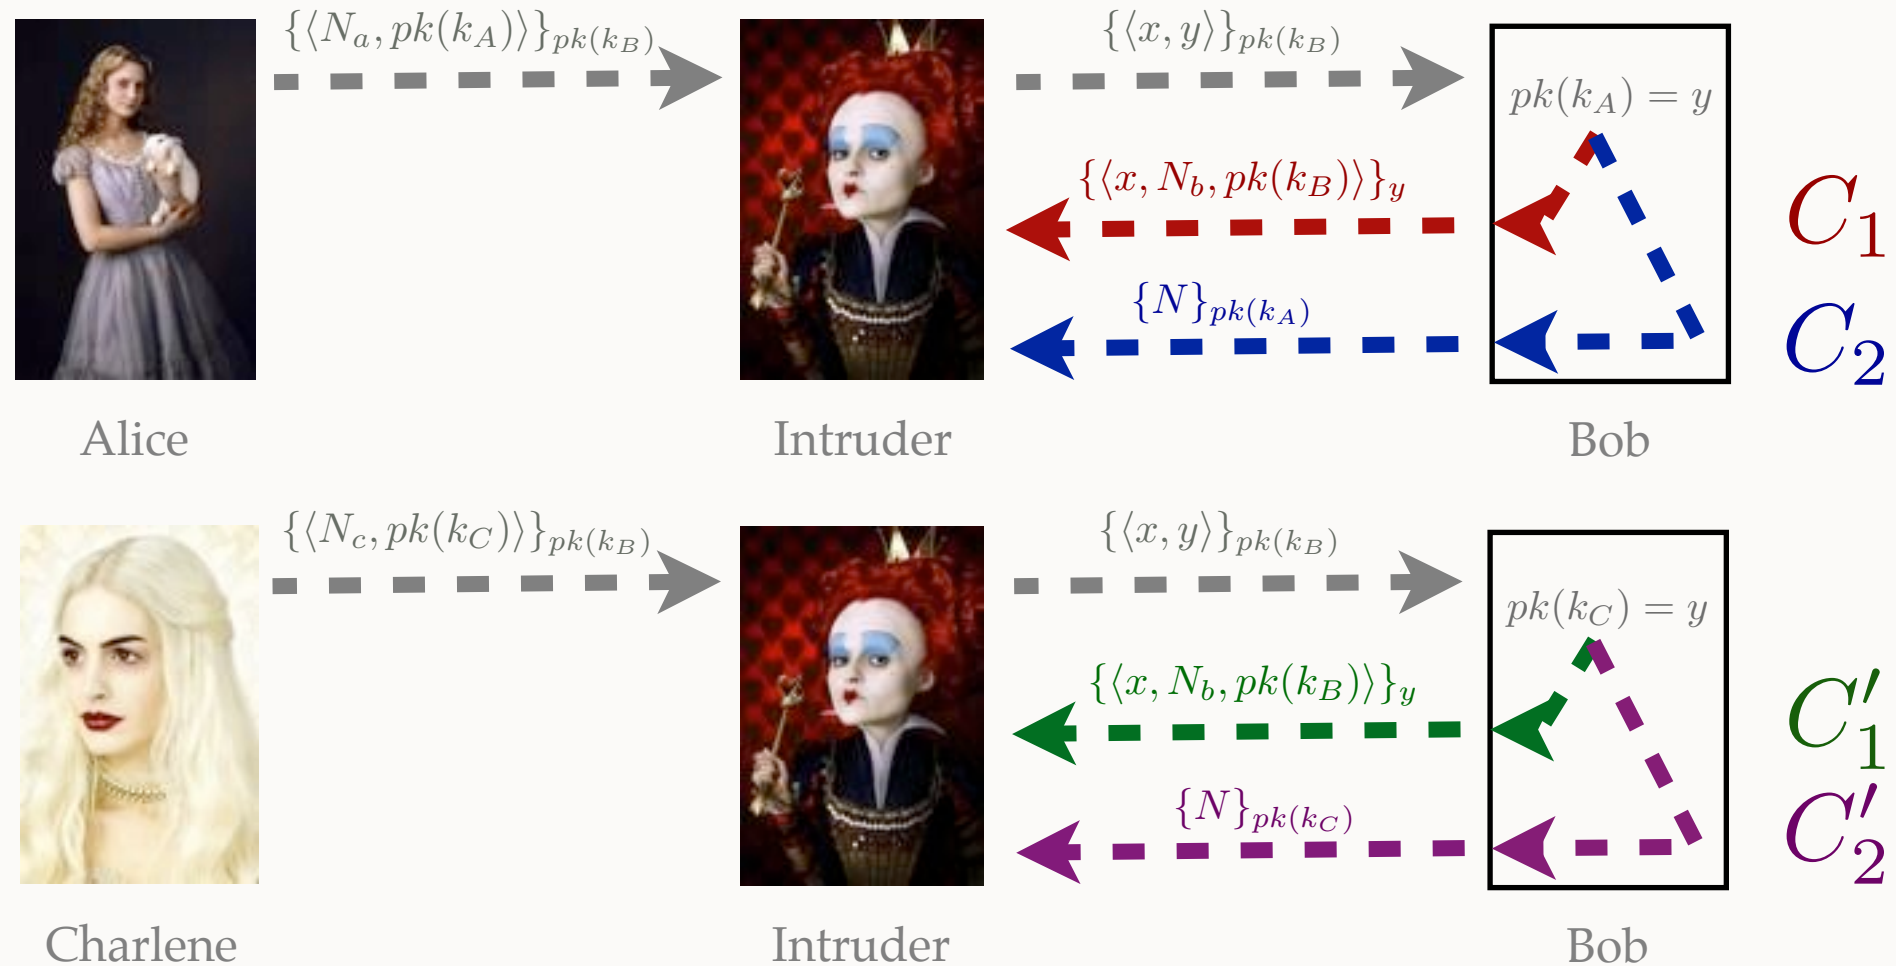 {⟨N_a, pk(k_A)⟩}_{pk(k_B)}
{⟨x, y⟩}_{pk(k_B)}
pk(k_A) = y
{⟨x, N_b, pk(k_B)⟩}_y
C_1
{N}_{pk(k_A)}
C_2
Alice
Intruder
Bob
{⟨N_c, pk(k_C)⟩}_{pk(k_B)}
{⟨x, y⟩}_{pk(k_B)}
pk(k_C) = y
{⟨x, N_b, pk(k_B)⟩}_y
C′_1
{N}_{pk(k_C)}
C′_2
Charlene
Intruder
Bob